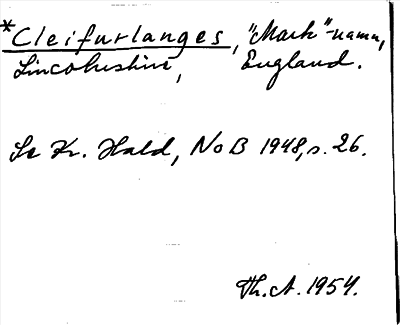 *Cleifurlanges, "Mark"-namn,
Lincolnshire, England.
Se Kr. Hald, NoB 1948, s. 26.
Th. A. 1954.